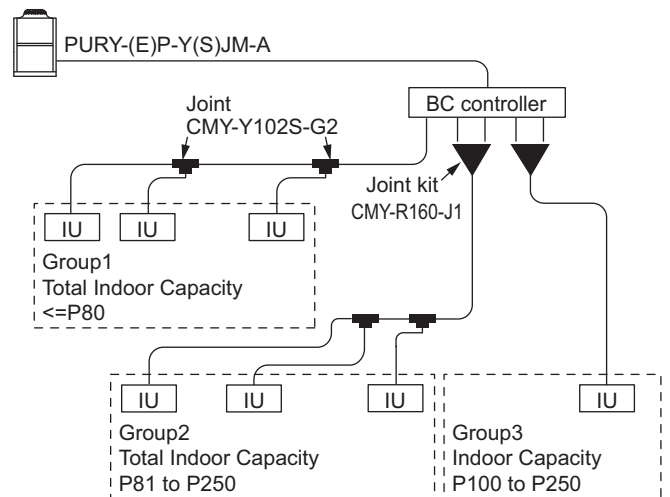 PURY-(E)P-Y(S)JM-A
BC controller
Joint
CMY-Y102S-G2
Joint kit
CMY-R160-J1
IU
IU
IU
Group1
Total Indoor Capacity
<=P80
IU
IU
IU
Group2
Total Indoor Capacity
P81 to P250
IU
Group3
Indoor Capacity
P100 to P250